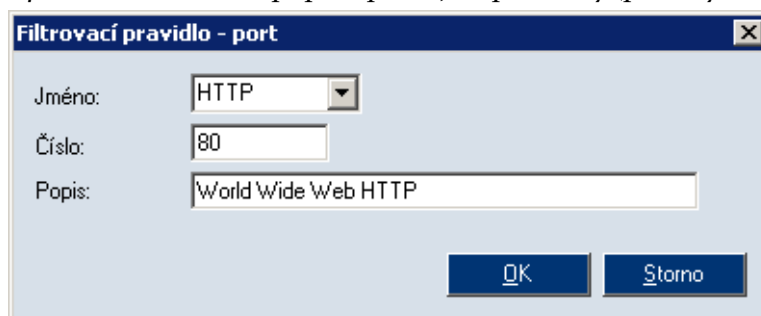 Filtrovací pravidlo - port
Jméno: HTTP
Číslo: 80
Popis: World Wide Web HTTP
OK Storno